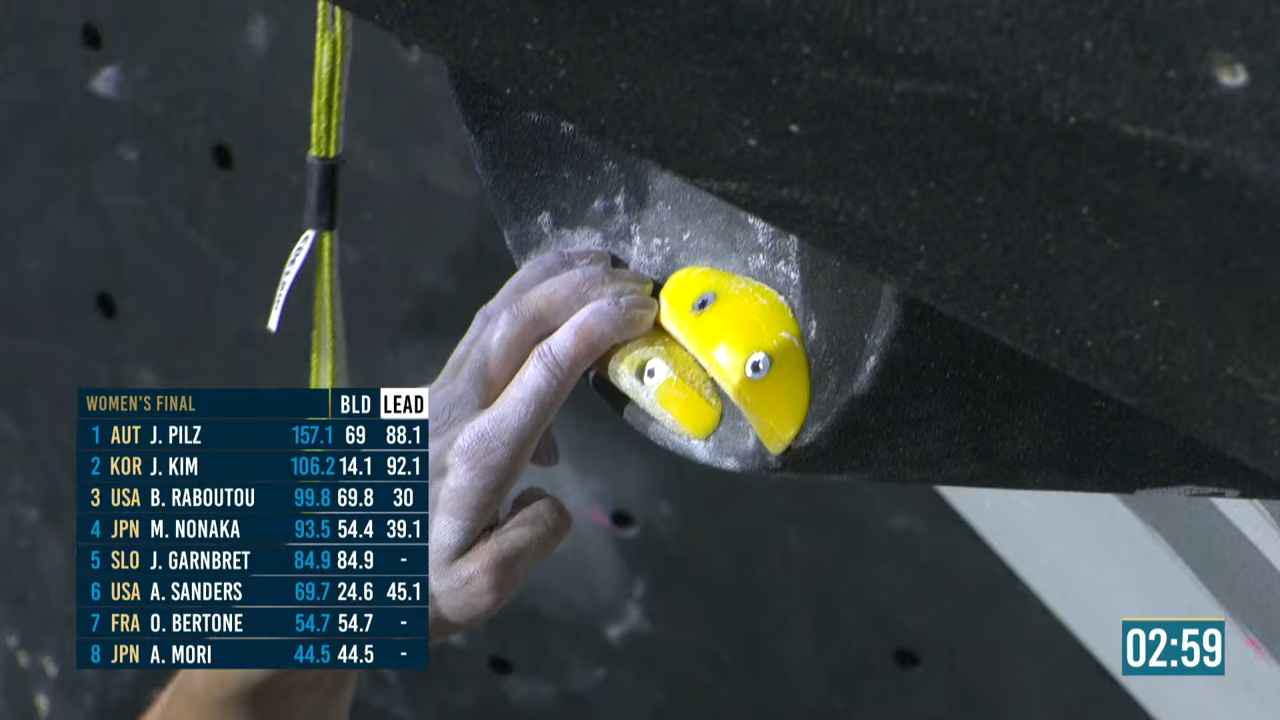 WOMEN'S FINAL BLD LEAD
1 AUT J. PILZ 157.1 69 88.1
2 KOR J. KIM 106.2 14.1 92.1
3 USA B. RABOUTOU 99.8 69.8 30
4 JPN M. NONAKA 93.5 54.4 39.1
5 SLO J. GARNBRET 84.9 84.9 -
6 USA A. SANDERS 69.7 24.6 45.1
7 FRA O. BERTONE 54.7 54.7 -
8 JPN A. MORI 44.5 44.5 -
02:59